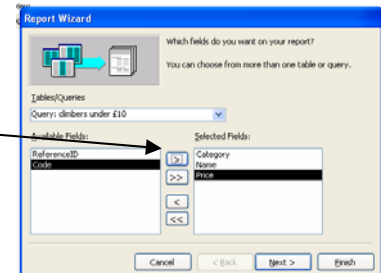 Report Wizard
Which fields do you want on your report?
You can choose from more than one table or query.
Tables/Queries
Query: climbers under £10
Available Fields:
Selected Fields:
ReferenceID
Code
Category
Name
Price
>
>>
<
<<
Cancel
< Back
Next >
Finish